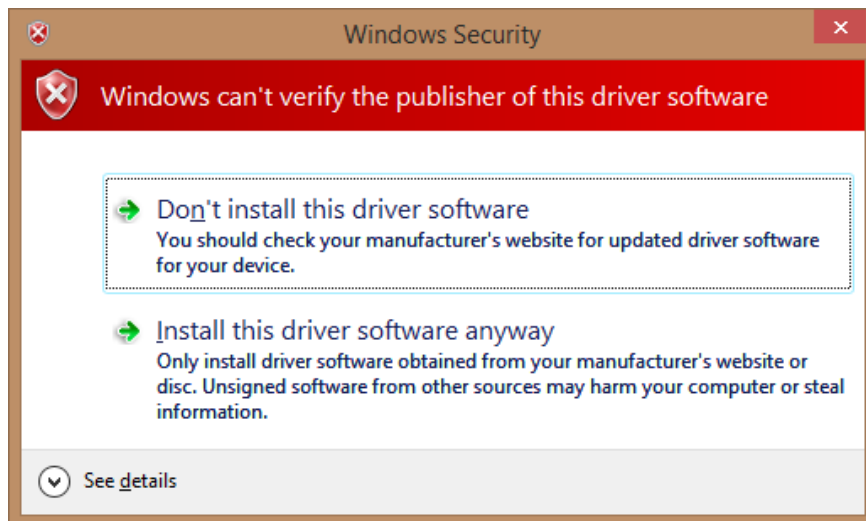 Windows Security
Windows can't verify the publisher of this driver software
Don't install this driver software
You should check your manufacturer's website for updated driver software
for your device.
Install this driver software anyway
Only install driver software obtained from your manufacturer's website or
disc. Unsigned software from other sources may harm your computer or steal
information.
See details